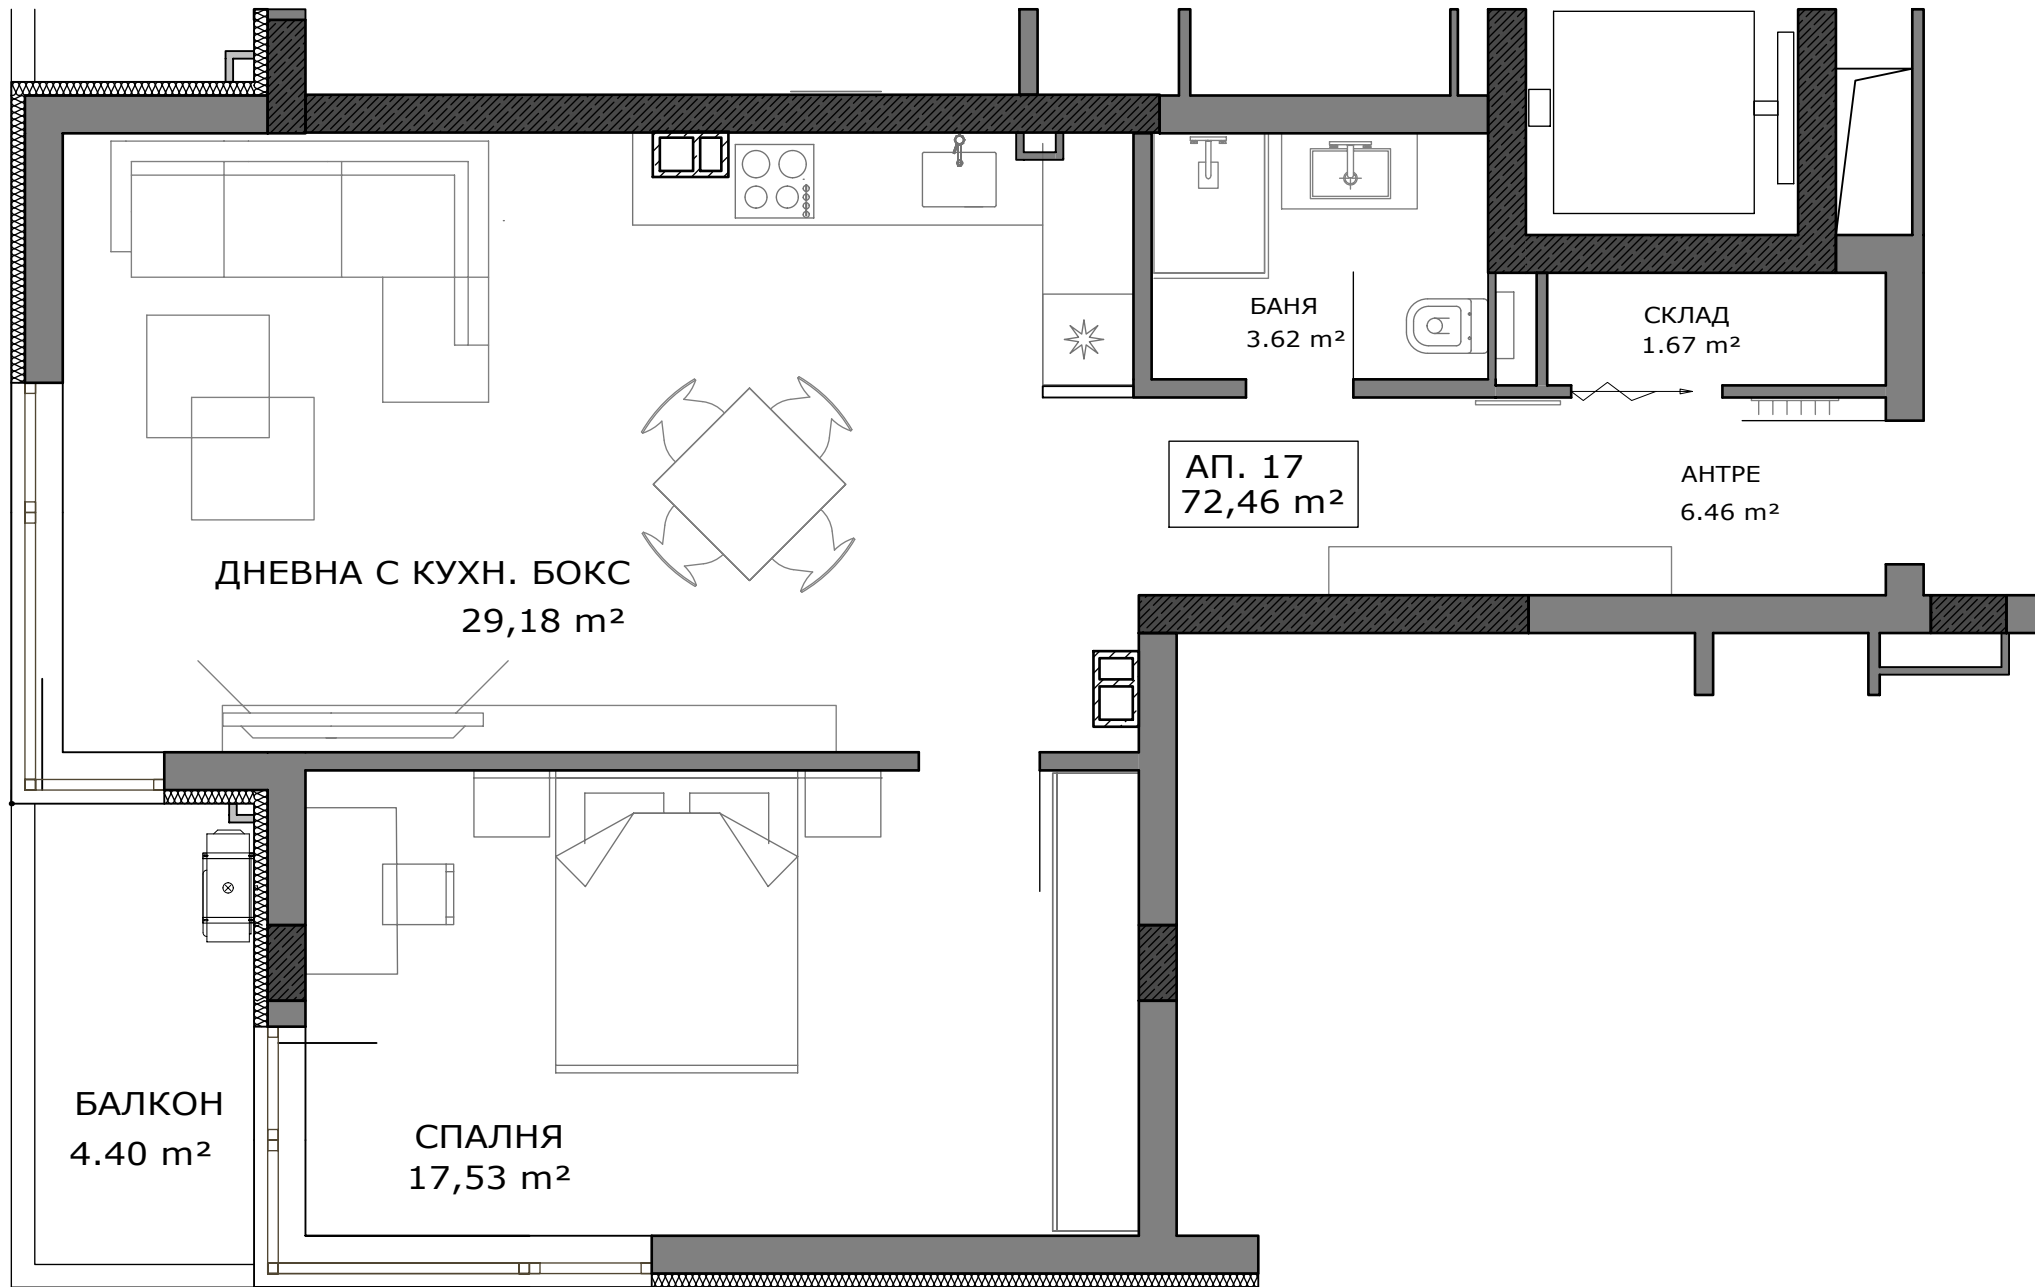 БАНЯ
3.62 m²
СКЛАД
1.67 m²
АП. 17
72,46 m²
АНТРЕ
6.46 m²
ДНЕВНА С КУХН. БОКС
29,18 m²
БАЛКОН
4.40 m²
СПАЛНЯ
17,53 m²